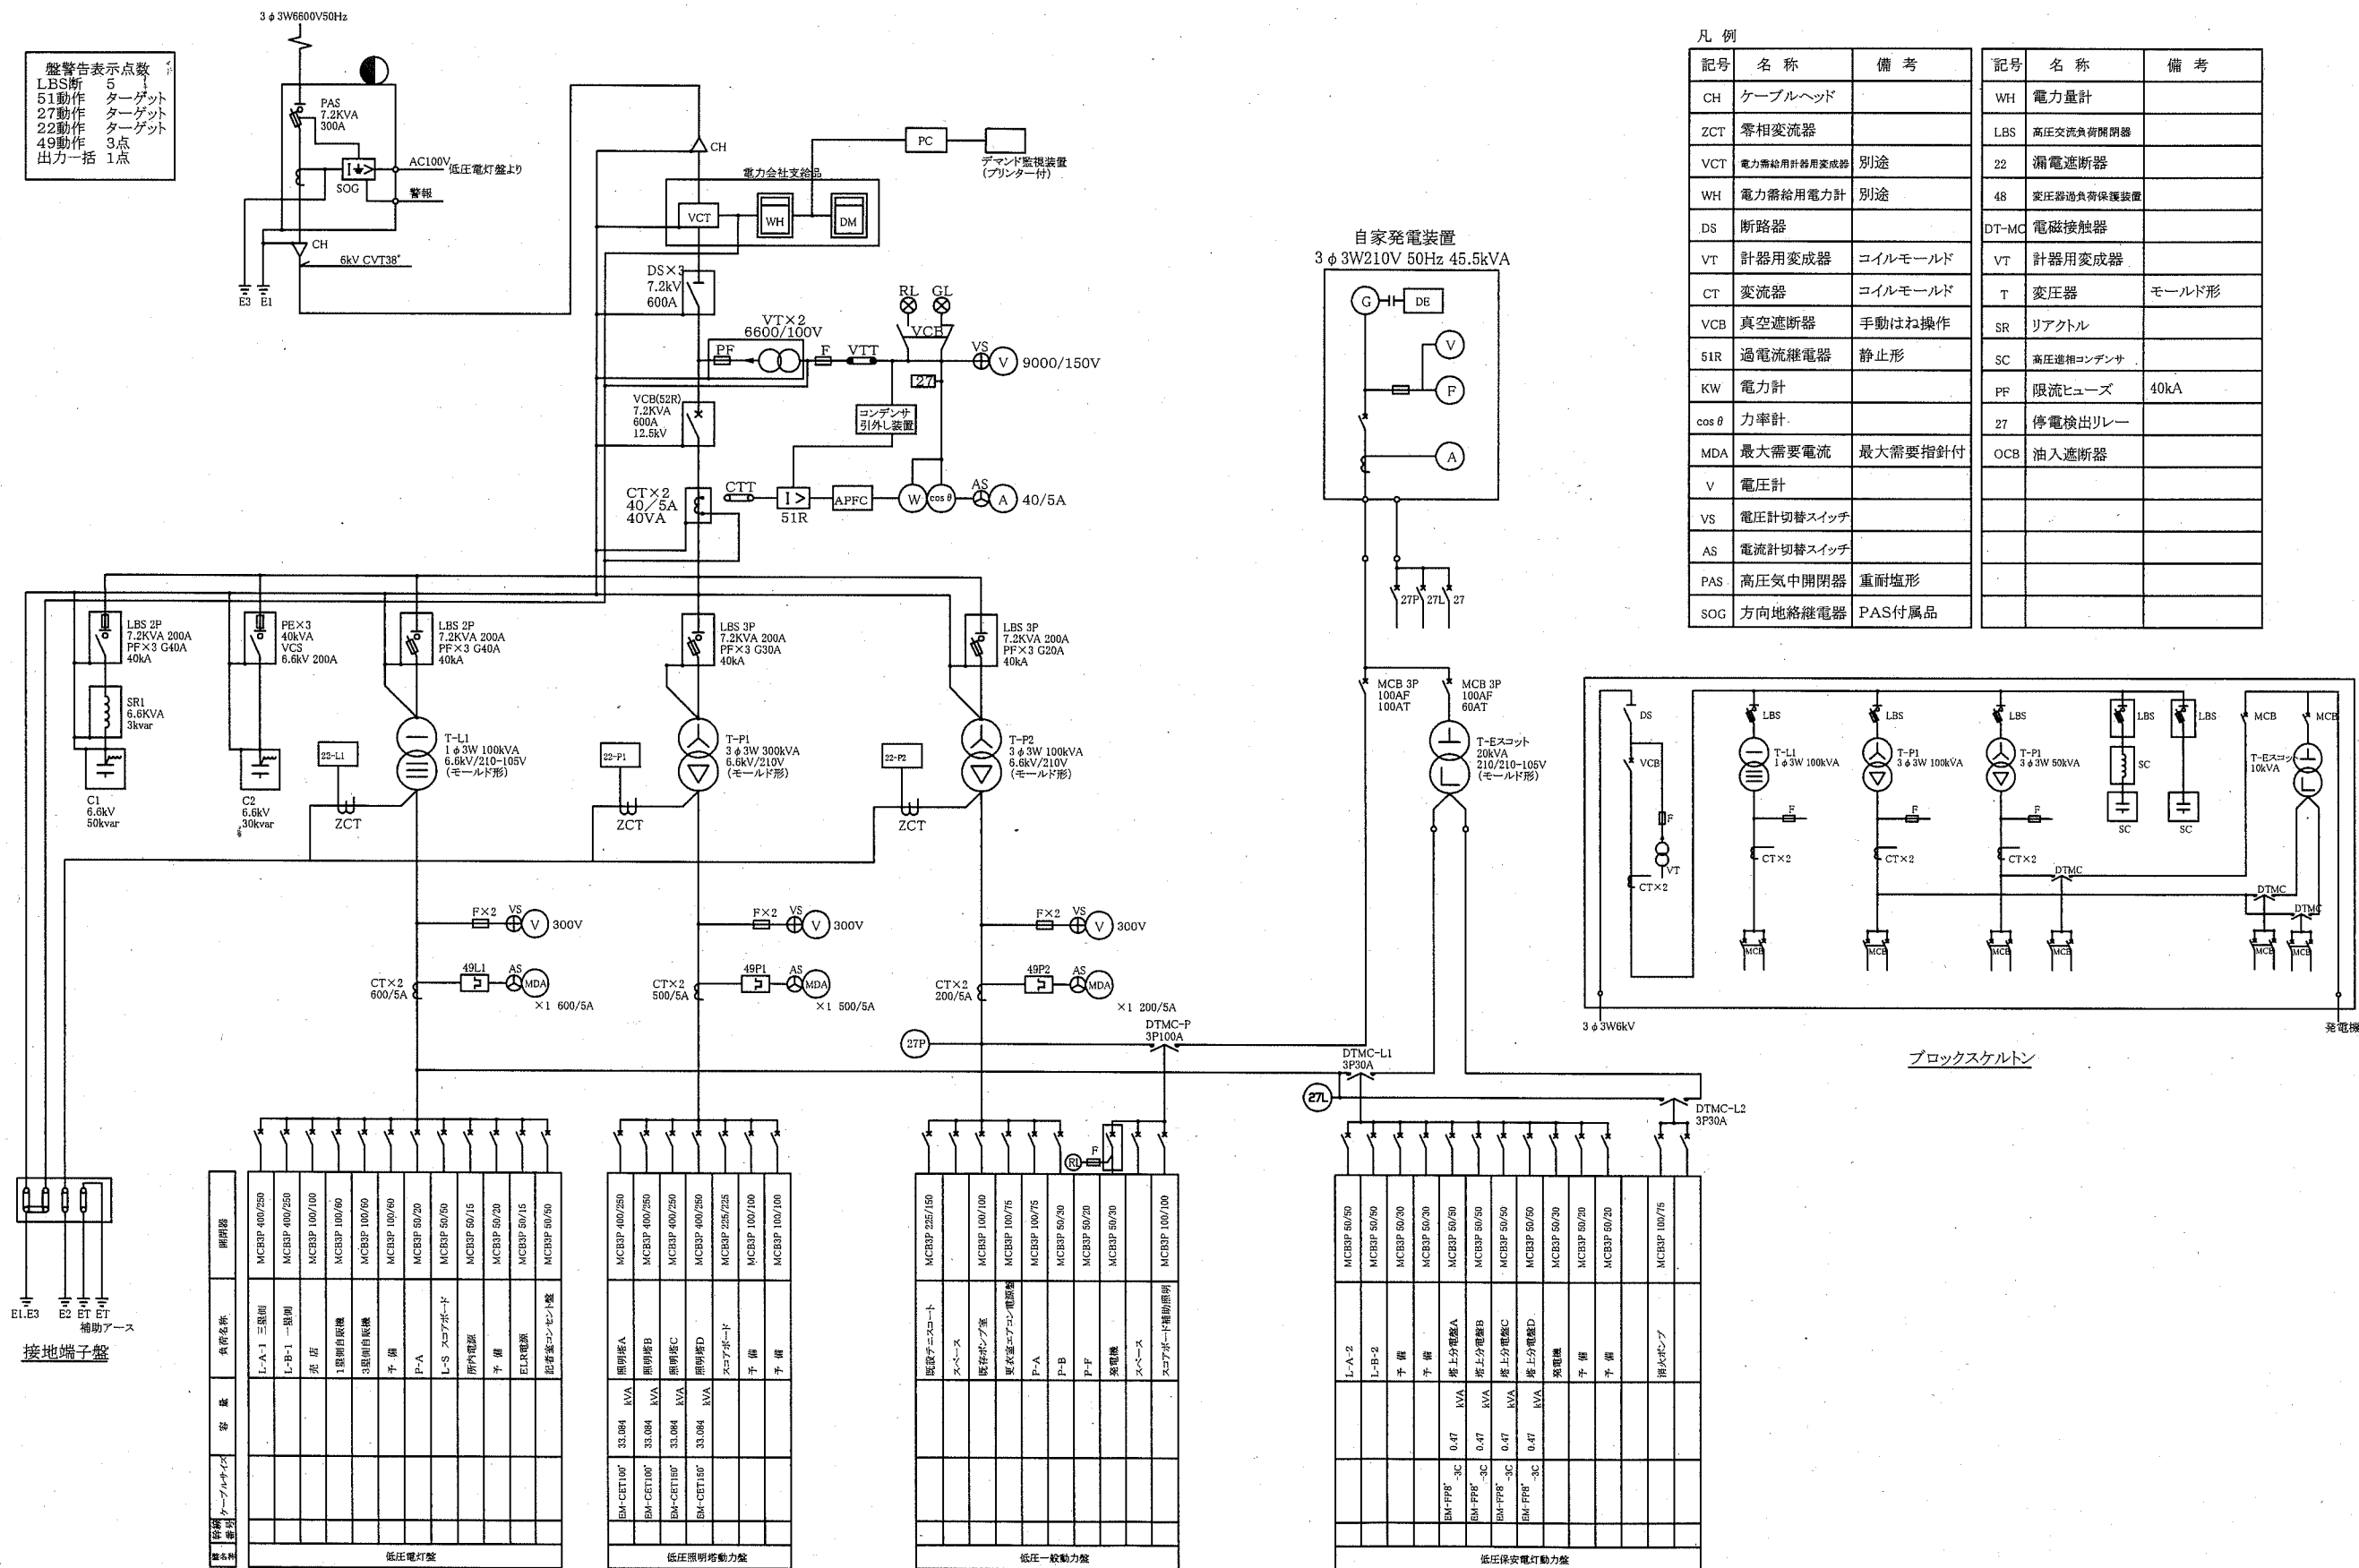 3φ3W6600V50Hz
盤警告表示点数
LBS断 5
51動作 ターゲット
27動作 ターゲット
22動作 ターゲット
49動作 3点
出力一括 1点
PAS
7.2KVA
300A
SOG
I
>
AC100V
低圧電灯盤より
警報
CH
6kV CVT38°
E3
E1
CH
電力会社支給品
VCT
WH
DM
PC
デマンド監視装置
(プリンター付)
DS×3
7.2kV
600A
VT×2
6600/100V
PF
F
VTT
RL
GL
VCB
VS
V
9000/150V
27
コンデンサ
引外し装置
VCB(52R)
7.2KVA
600A
12.5kV
CT×2
40/5A
40VA
CTT
I >
51R
APFC
W
cosθ
AS
A
40/5A
自家発電装置
3φ3W210V 50Hz 45.5kVA
G
DE
V
F
A
27P
27L
27
MCB 3P
100AF
100AT
MCB 3P
100AF
60AT
T-Eスコット
20kVA
210/210-105V
(モールド形)
LBS 2P
7.2KVA 200A
PF×3 G40A
40kA
SR1
6.6KVA
3kvar
C1
6.6kV
50kvar
PE×3
40kVA
VCS
6.6kV 200A
C2
6.6kV
30kvar
LBS 2P
7.2KVA 200A
PF×3 G40A
40kA
T-L1
1φ3W 100kVA
6.6kV/210-105V
(モールド形)
22-L1
ZCT
LBS 3P
7.2KVA 200A
PF×3 G30A
40kA
T-P1
3φ3W 300kVA
6.6kV/210V
(モールド形)
22-P1
ZCT
LBS 3P
7.2KVA 200A
PF×3 G20A
40kA
T-P2
3φ3W 100kVA
6.6kV/210V
(モールド形)
22-P2
ZCT
F×2
VS
V
300V
CT×2
600/5A
49L1
AS
MDA
×1 600/5A
F×2
VS
V
300V
CT×2
500/5A
49P1
AS
MDA
×1 500/5A
F×2
VS
V
300V
CT×2
200/5A
49P2
AS
MDA
×1 200/5A
27P
DTMC-P
3P100A
DTMC-L1
3P30A
27L
DTMC-L2
3P30A
RL
F
E1.E3
E2
ET
ET
補助アース
接地端子盤
開閉器
負荷名称
容量
ケーブルサイズ
幹線番号
盤名称
MCB3P 400/250
L-A-1 三塁側
MCB3P 400/250
L-B-1 一塁側
MCB3P 100/100
売店
MCB3P 100/60
1塁側自販機
MCB3P 100/60
3塁側自販機
MCB3P 100/60
予備
MCB3P 50/20
P-A
MCB3P 50/50
L-S スコアボード
MCB3P 50/15
所内電源
MCB3P 50/20
予備
MCB3P 50/15
ELR電源
MCB3P 50/50
記者室コンセント盤
低圧電灯盤
MCB3P 400/250
照明塔A
33.084 kVA
EM-CET100°
MCB3P 400/250
照明塔B
33.084 kVA
EM-CET100°
MCB3P 400/250
照明塔C
33.084 kVA
EM-CET150°
MCB3P 400/250
照明塔D
33.084 kVA
EM-CET150°
MCB3P 225/225
スコアボード
MCB3P 100/100
予備
MCB3P 100/100
予備
低圧照明塔動力盤
MCB3P 225/150
既設テニスコート
スペース
MCB3P 100/100
既存ポンプ室
MCB3P 100/75
更衣室エアコン電源盤
MCB3P 100/75
P-A
MCB3P 50/30
P-B
MCB3P 50/20
P-F
MCB3P 50/30
発電機
スペース
MCB3P 100/100
スコアボード補助照明
低圧一般動力盤
MCB3P 50/50
L-A-2
MCB3P 50/50
L-B-2
MCB3P 50/30
予備
MCB3P 50/30
予備
MCB3P 50/50
塔上分電盤A
0.47 kVA
EM-FP8° -3C
MCB3P 50/50
塔上分電盤B
0.47 kVA
EM-FP8° -3C
MCB3P 50/50
塔上分電盤C
0.47 kVA
EM-FP8° -3C
MCB3P 50/50
塔上分電盤D
0.47 kVA
EM-FP8° -3C
MCB3P 50/30
発電機
MCB3P 50/20
予備
MCB3P 50/20
予備
MCB3P 100/75
消火ポンプ
低圧保安電灯動力盤
凡例
記号 名称 備考
CH ケーブルヘッド
ZCT 零相変流器
VCT 電力需給用計器用変成器 別途
WH 電力需給用電力計 別途
DS 断路器
VT 計器用変成器 コイルモールド
CT 変流器 コイルモールド
VCB 真空遮断器 手動はね操作
51R 過電流継電器 静止形
KW 電力計
cosθ 力率計
MDA 最大需要電流 最大需要指針付
V 電圧計
VS 電圧計切替スイッチ
AS 電流計切替スイッチ
PAS 高圧気中開閉器 重耐塩形
SOG 方向地絡継電器 PAS付属品
記号 名称 備考
WH 電力量計
LBS 高圧交流負荷開閉器
22 漏電遮断器
48 変圧器過負荷保護装置
DT-MC 電磁接触器
VT 計器用変成器
T 変圧器 モールド形
SR リアクトル
SC 高圧進相コンデンサ
PF 限流ヒューズ 40kA
27 停電検出リレー
OCB 油入遮断器
DS
VCB
F
VT
CT×2
LBS
T-L1
1φ3W 100kVA
F
CT×2
MCB
LBS
T-P1
3φ3W 100kVA
F
CT×2
MCB
LBS
T-P1
3φ3W 50kVA
F
CT×2
MCB
DTMC
MCB
LBS
SC
SC
LBS
SC
MCB
MCB
T-Eスコット
10kVA
DTMC
DTMC
MCB
MCB
3φ3W6kV
発電機
ブロックスケルトン